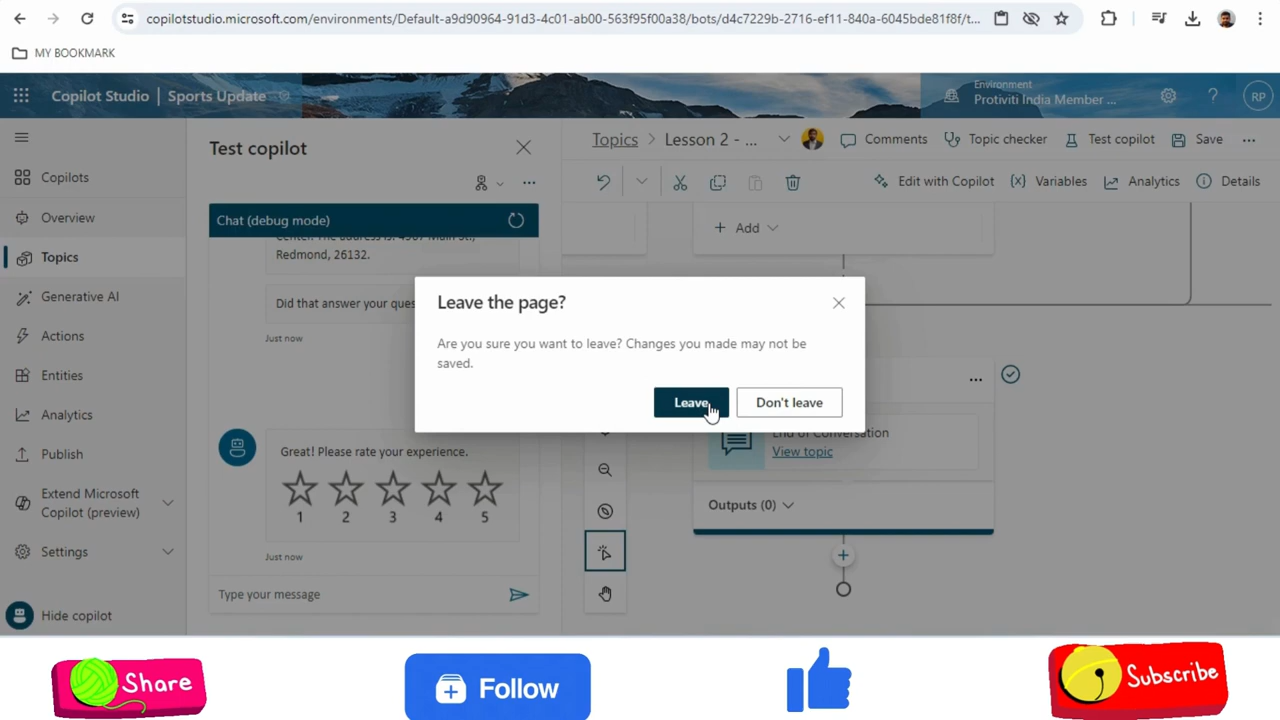 copilotstudio.microsoft.com/environments/Default-a9d90964-91d3-4c01-ab00-563f95f00a38/bots/d4c7229b-2716-ef11-840a-6045bde81f8f/t...
MY BOOKMARK
Copilot Studio | Sports Update
Environment
Protiviti India Member ...
RP
Copilots
Overview
Topics
Generative AI
Actions
Entities
Analytics
Publish
Extend Microsoft
Copilot (preview)
Settings
Hide copilot
Test copilot
Chat (debug mode)
Redmond, 26132.
Did that answer your ques
Just now
Great! Please rate your experience.
1 2 3 4 5
Just now
Type your message
Topics > Lesson 2 - ...
Comments
Topic checker
Test copilot
Save
Edit with Copilot
{x} Variables
Analytics
Details
Add
Leave the page?
Are you sure you want to leave? Changes you made may not be
saved.
Leave
Don't leave
End of Conversation
View topic
Outputs (0)
Share
Follow
Subscribe